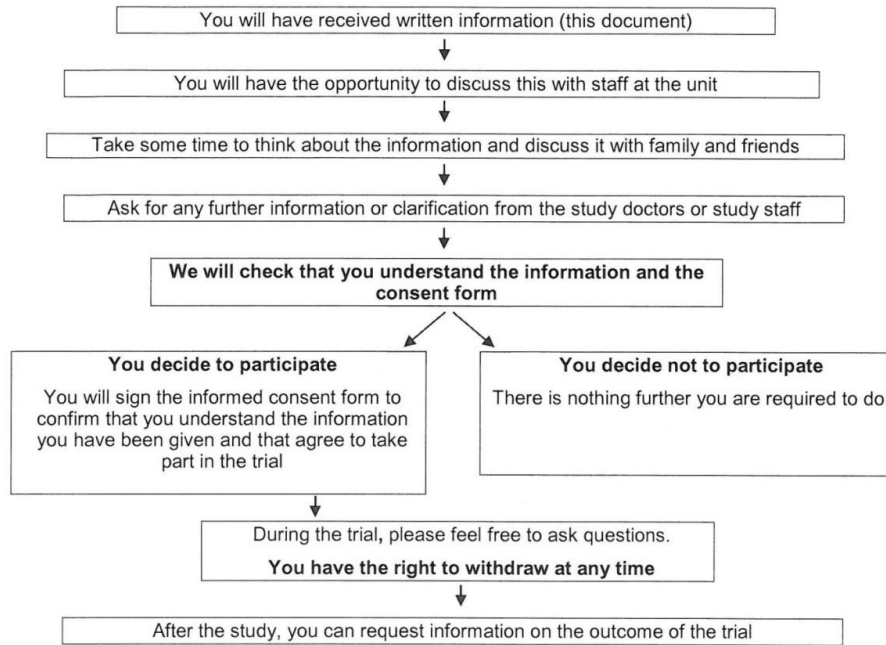 You will have received written information (this document)
You will have the opportunity to discuss this with staff at the unit
Take some time to think about the information and discuss it with family and friends
Ask for any further information or clarification from the study doctors or study staff
We will check that you understand the information and the
consent form
You decide to participate
You will sign the informed consent form to
confirm that you understand the information
you have been given and that agree to take
part in the trial
You decide not to participate
There is nothing further you are required to do
During the trial, please feel free to ask questions.
You have the right to withdraw at any time
After the study, you can request information on the outcome of the trial